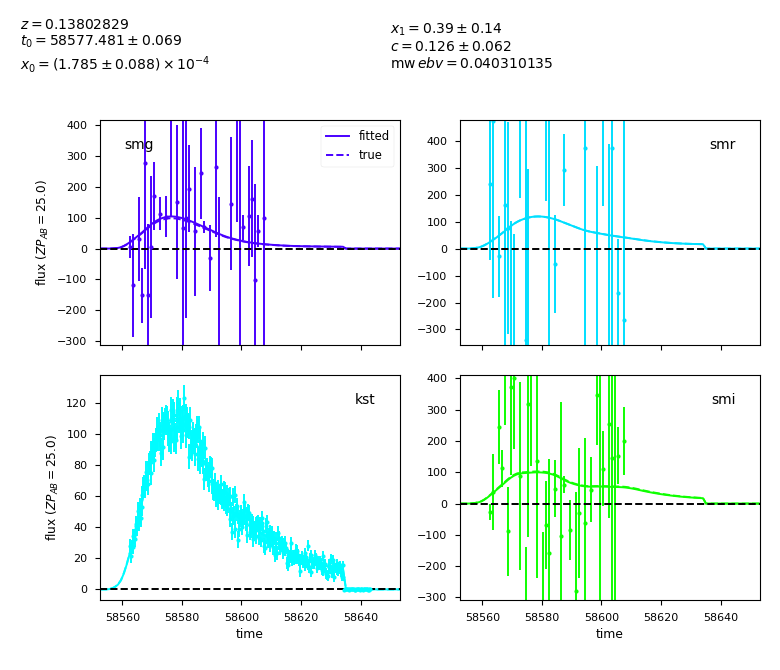 z = 0.13802829
t₀ = 58577.481 ± 0.069
x₀ = (1.785 ± 0.088) × 10⁻⁴
x₁ = 0.39 ± 0.14
c = 0.126 ± 0.062
mw ebv = 0.040310135
smg
fitted
true
400
300
200
100
0
−100
−200
−300
flux (ZP_AB = 25.0)
smr
400
300
200
100
0
−100
−200
−300
kst
120
100
80
60
40
20
0
flux (ZP_AB = 25.0)
58560 58580 58600 58620 58640
time
smi
400
300
200
100
0
−100
−200
−300
58560 58580 58600 58620 58640
time